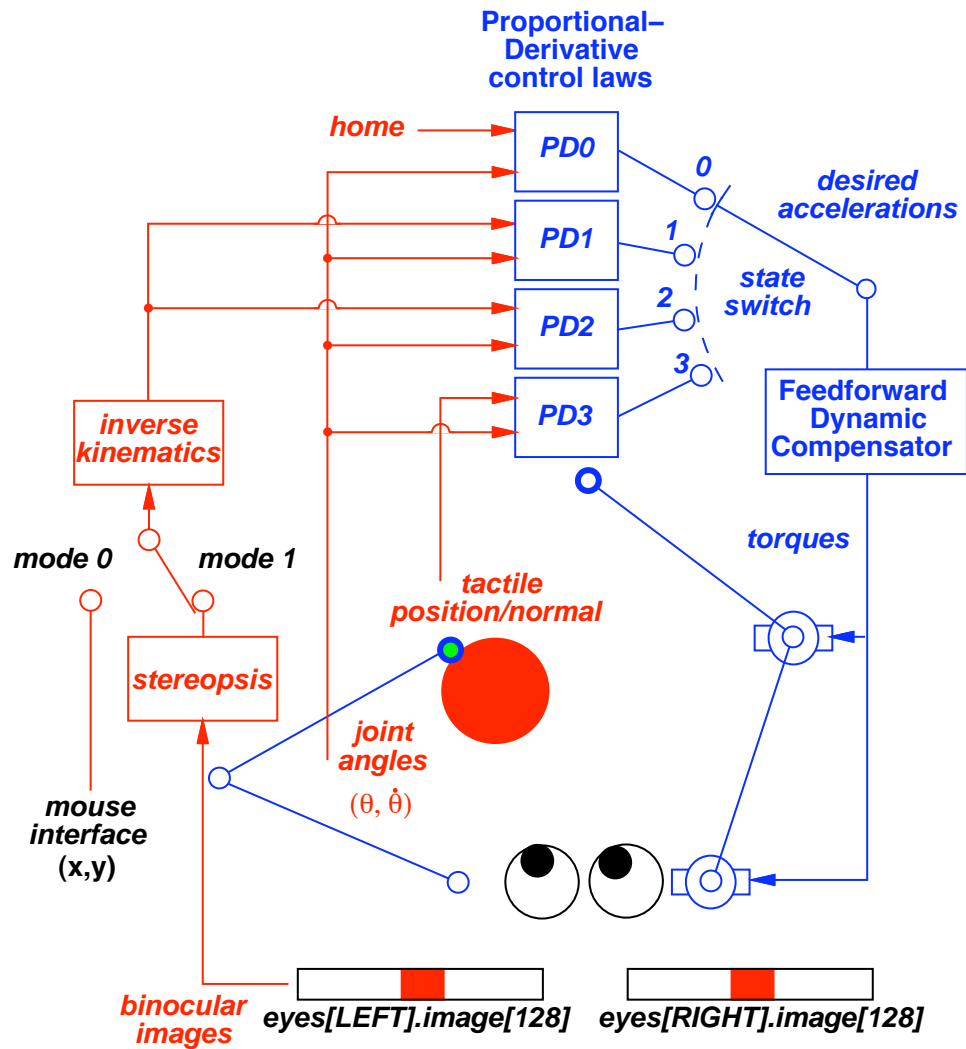 Proportional–
Derivative
control laws
home
PD0
0
desired
accelerations
PD1
1
state
switch
PD2
2
PD3
3
inverse
kinematics
Feedforward
Dynamic
Compensator
mode 0
mode 1
torques
tactile
position/normal
stereopsis
joint
angles
(θ, θ̇)
mouse
interface
(x,y)
binocular
images
eyes[LEFT].image[128]
eyes[RIGHT].image[128]